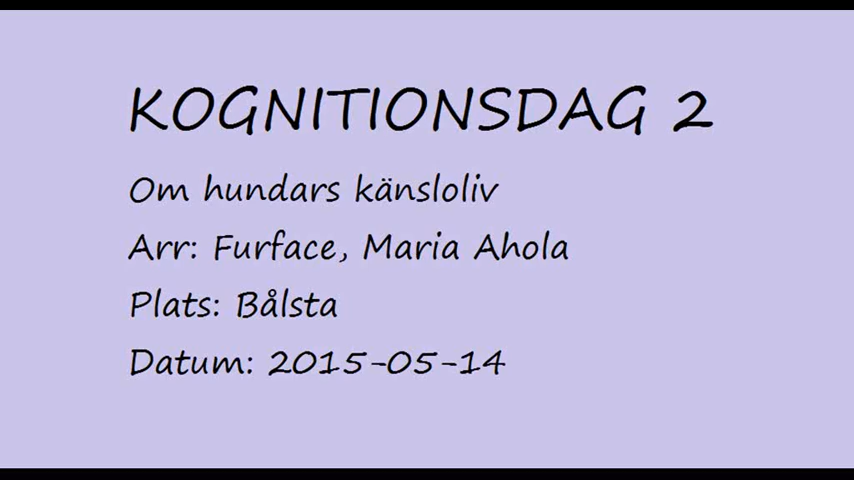 KOGNITIONSDAG 2
Om hundars känsloliv
Arr: Furface, Maria Ahola
Plats: Bålsta
Datum: 2015-05-14